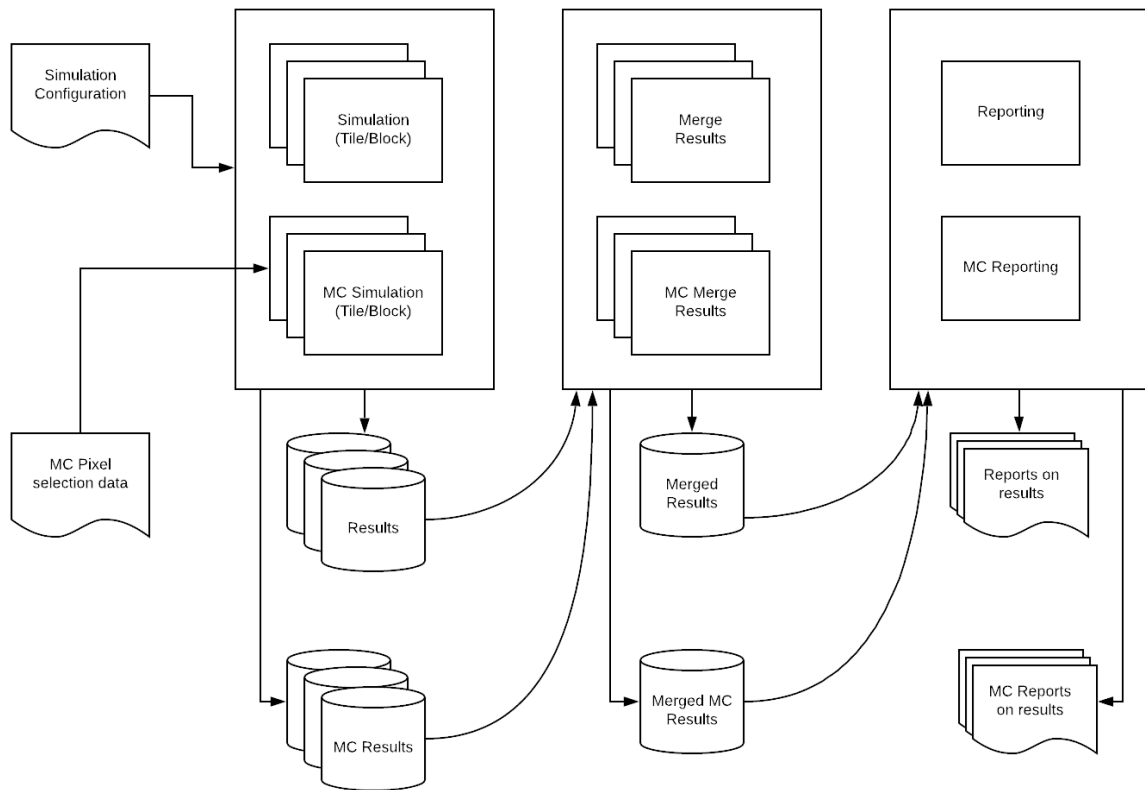 Simulation
Configuration
Simulation
(Tile/Block)
Merge
Results
Reporting
MC Simulation
(Tile/Block)
MC Merge
Results
MC Reporting
MC Pixel
selection data
Results
Merged
Results
Reports on
results
MC Results
Merged MC
Results
MC Reports
on results